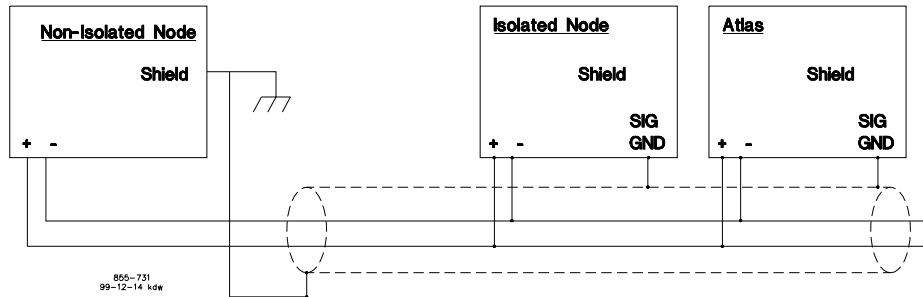 Non-Isolated Node
Shield
+ -
Isolated Node
Shield
SIG
GND
+ -
Atlas
Shield
SIG
GND
+ -
855-731
99-12-14 kdw